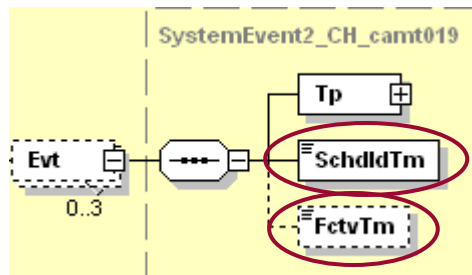 SystemEvent2_CH_camt019
Tp
Evt
SchdldTm
0..3
FctvTm